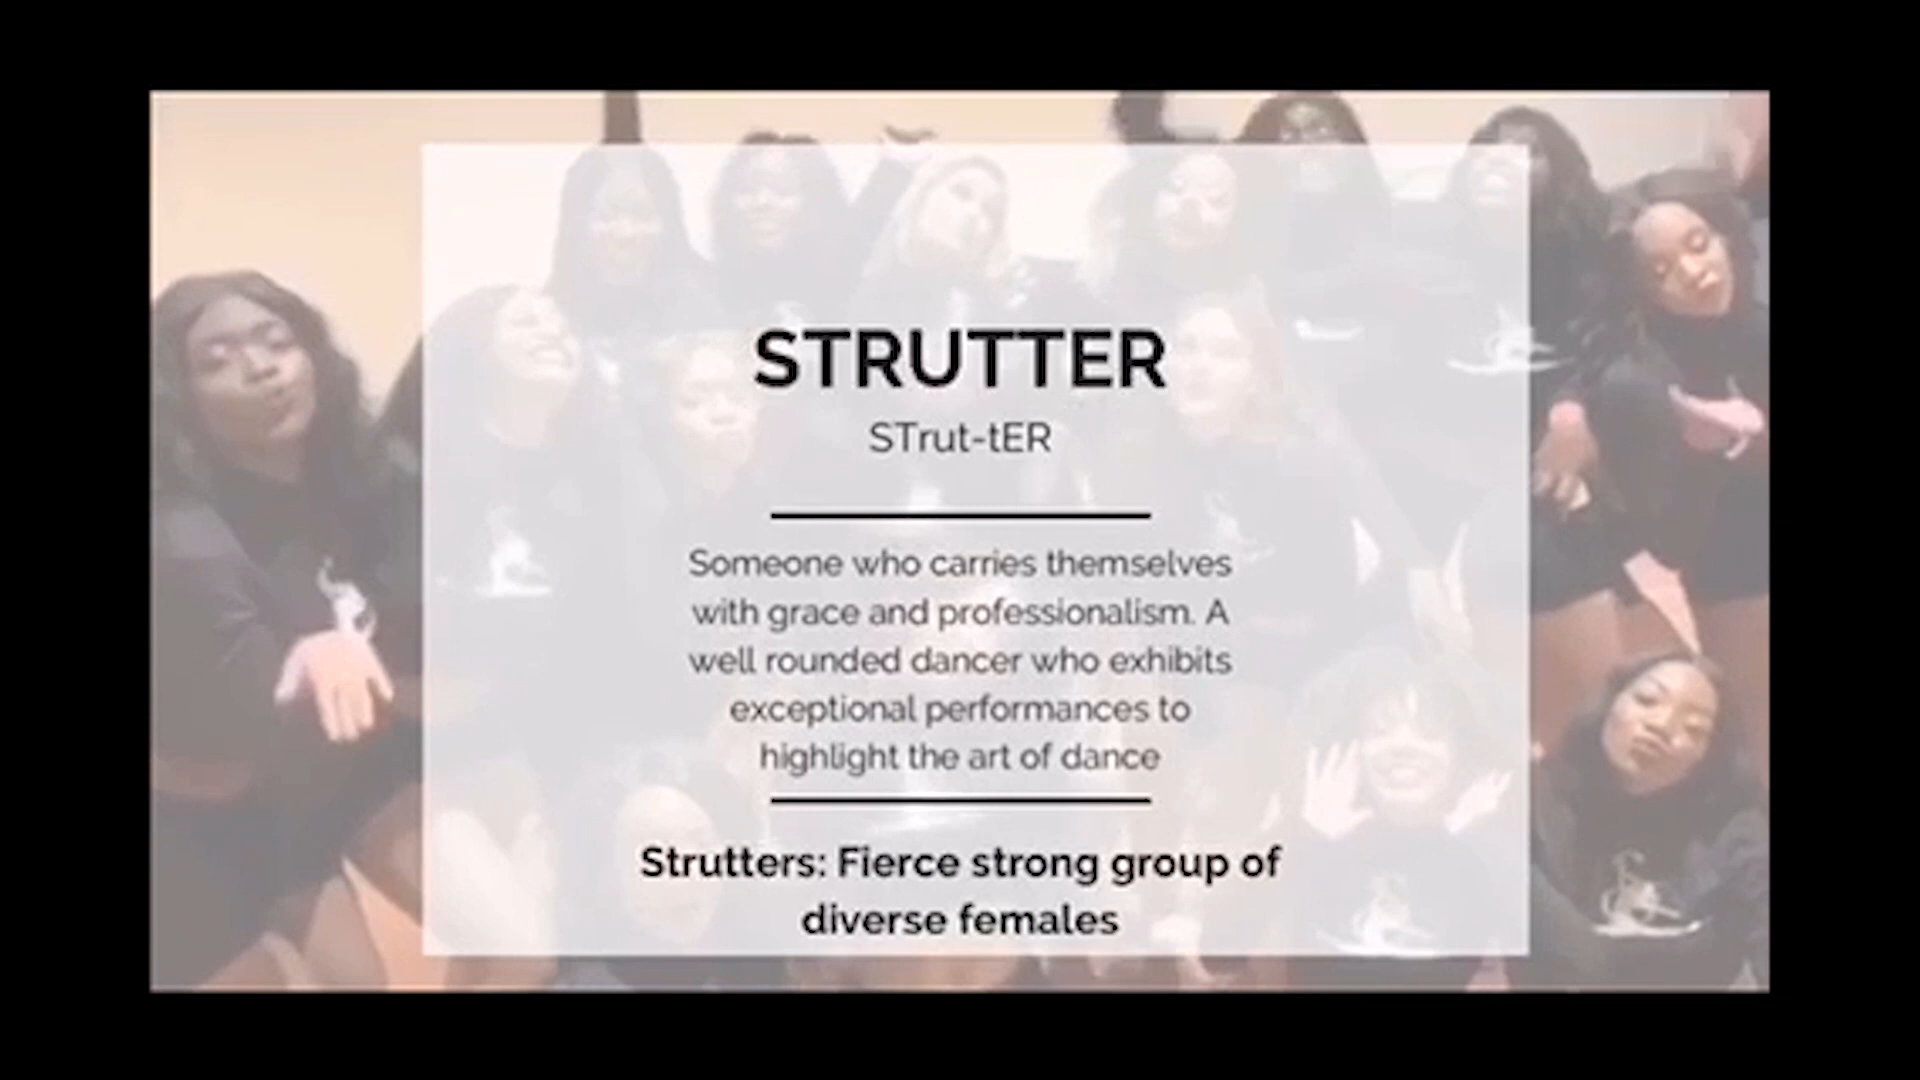 STRUTTER
STrut-tER
Someone who carries themselves
with grace and professionalism. A
well rounded dancer who exhibits
exceptional performances to
highlight the art of dance
Strutters: Fierce strong group of
diverse females